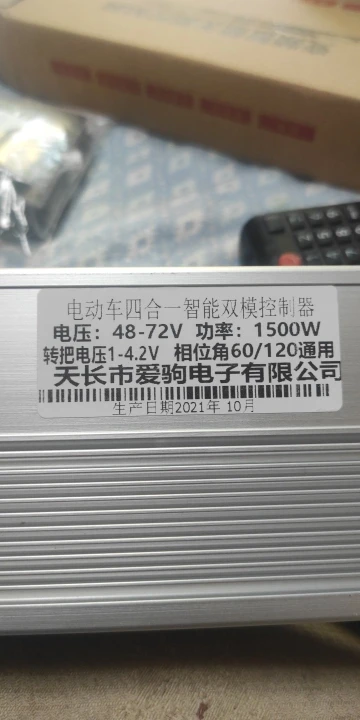 电动车四合一智能双模控制器
电压：48-72V 功率：1500W
转把电压1-4.2V 相位角60/120通用
天长市爱驹电子有限公司
生产日期2021年 10月